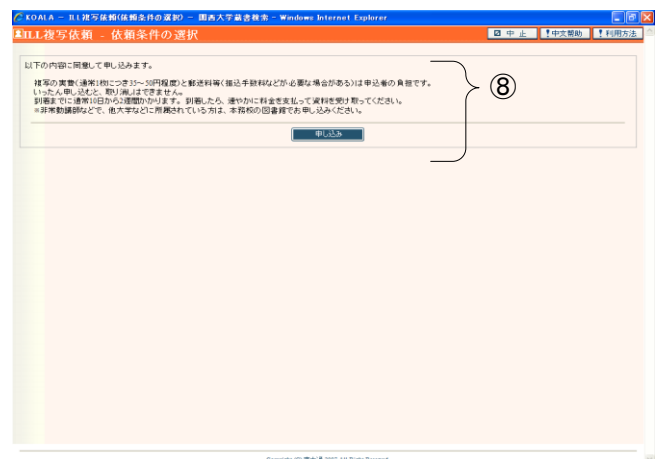 KOALA － ILL複写依頼(依頼条件の選択) － 関西大学蔵書検索 - Windows Internet Explorer
ILL複写依頼 - 依頼条件の選択
中 止
中文幇助
利用方法
以下の内容に同意して申し込みます。
複写の実費(通常1枚につき35～50円程度)と郵送料等(振込手数料などが必要な場合がある)は申込者の負担です。
いったん申し込むと、取り消しはできません。
到着までに通常10日から2週間かかります。到着したら、速やかに料金を支払って資料を受け取ってください。
※非常勤講師などで、他大学などに所属されている方は、本務校の図書館でお申し込みください。
申し込み
⑧